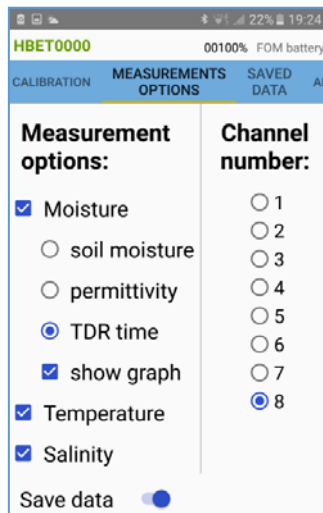 22% 19:24
HBET0000 00100% FOM battery
CALIBRATION MEASUREMENTS OPTIONS SAVED DATA
Measurement options:
Moisture
soil moisture
permittivity
TDR time
show graph
Temperature
Salinity
Save data
Channel number:
1
2
3
4
5
6
7
8